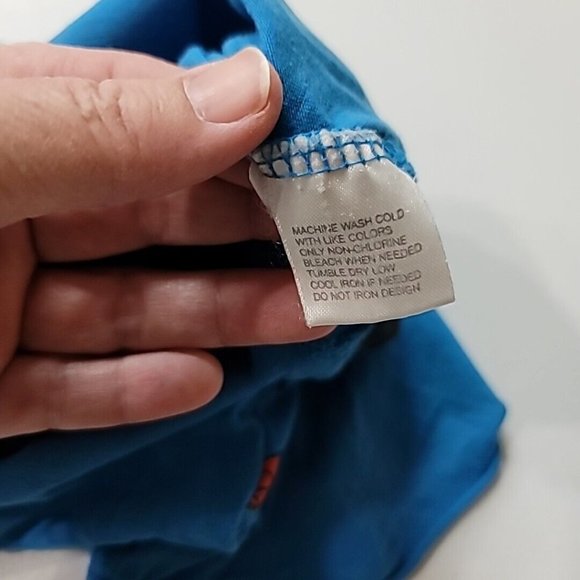 MACHINE WASH COLD
WITH LIKE COLORS
ONLY NON-CHLORINE
BLEACH WHEN NEEDED
TUMBLE DRY LOW
COOL IRON IF NEEDED
DO NOT IRON DESIGN